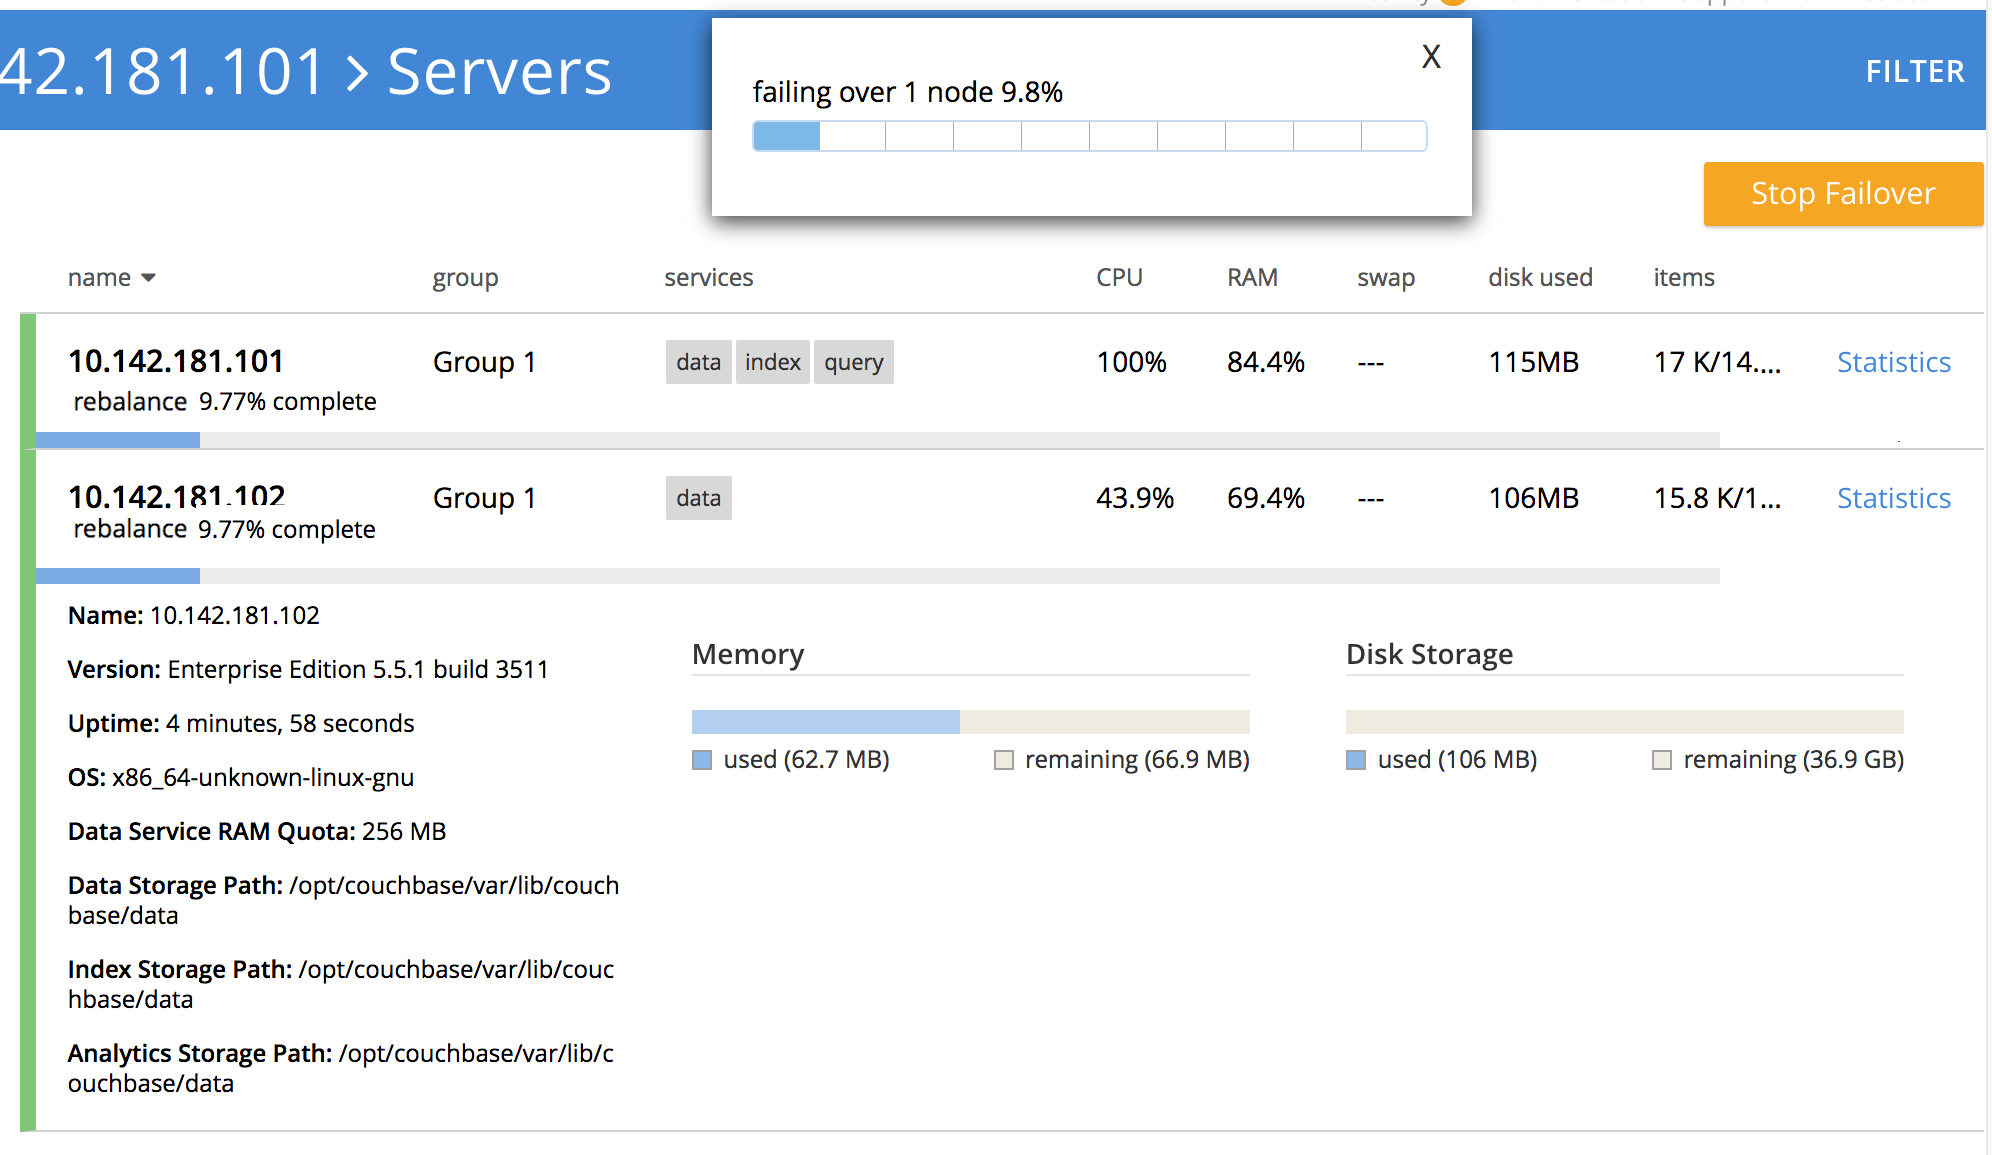 42.181.101 > Servers
failing over 1 node 9.8%
X
FILTER
Stop Failover
name group services CPU RAM swap disk used items
10.142.181.101 Group 1 data index query 100% 84.4% --- 115MB 17 K/14.... Statistics
rebalance 9.77% complete
10.142.181.102 Group 1 data 43.9% 69.4% --- 106MB 15.8 K/1... Statistics
rebalance 9.77% complete
Name: 10.142.181.102
Version: Enterprise Edition 5.5.1 build 3511
Uptime: 4 minutes, 58 seconds
OS: x86_64-unknown-linux-gnu
Data Service RAM Quota: 256 MB
Data Storage Path: /opt/couchbase/var/lib/couch
base/data
Index Storage Path: /opt/couchbase/var/lib/couc
hbase/data
Analytics Storage Path: /opt/couchbase/var/lib/c
ouchbase/data
Memory
used (62.7 MB) remaining (66.9 MB)
Disk Storage
used (106 MB) remaining (36.9 GB)